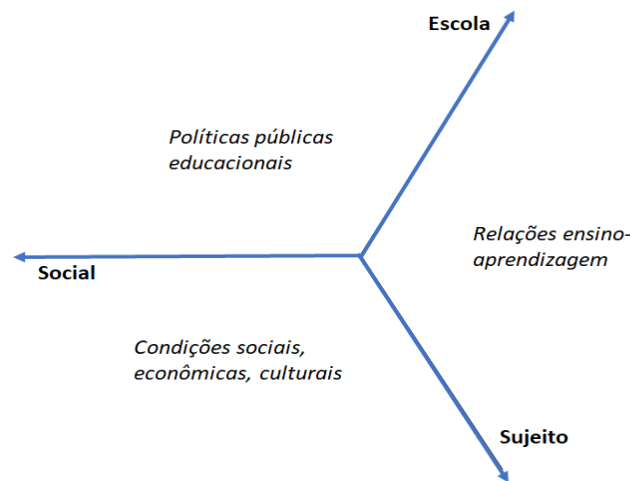 Escola
Políticas públicas
educacionais
Relações ensino-
aprendizagem
Social
Condições sociais,
econômicas, culturais
Sujeito